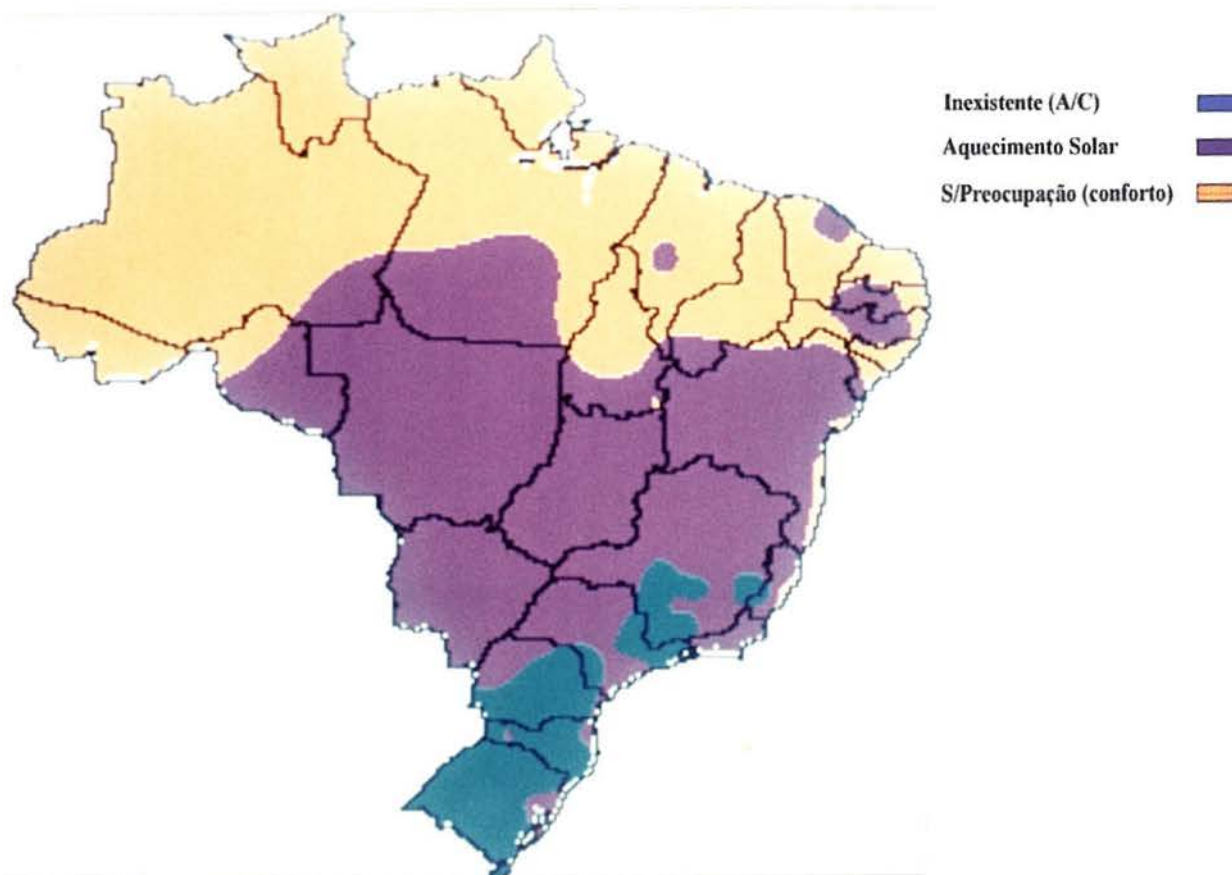 Inexistente (A/C)
Aquecimento Solar
S/Preocupação (conforto)